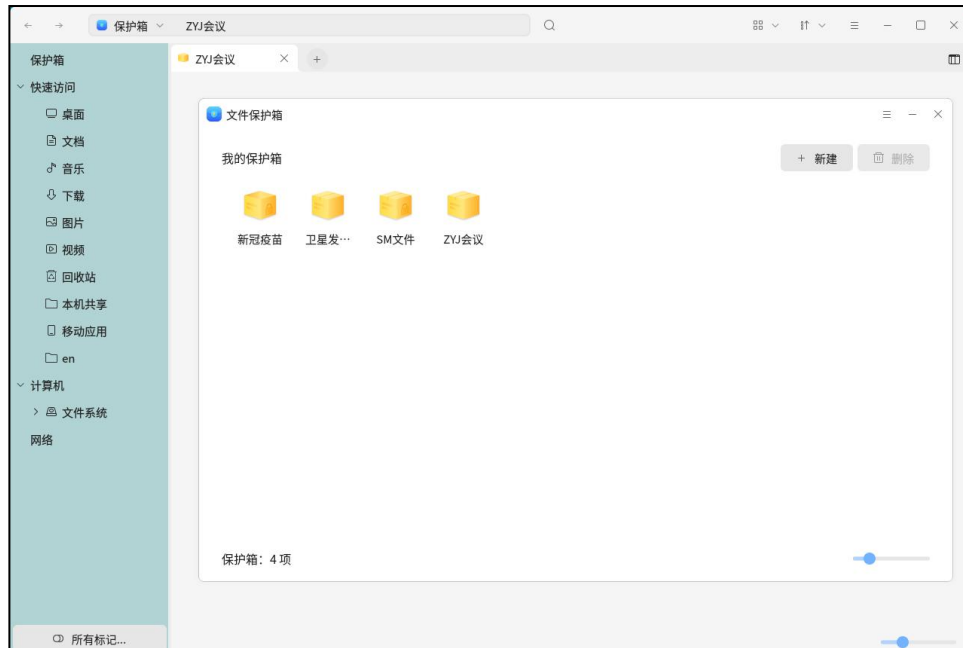 保护箱
ZYJ会议
保护箱
快速访问
桌面
文档
音乐
下载
图片
视频
回收站
本机共享
移动应用
en
计算机
文件系统
网络
所有标记...
ZYJ会议
文件保护箱
我的保护箱
+ 新建
删除
新冠疫苗
卫星发…
SM文件
ZYJ会议
保护箱：4 项